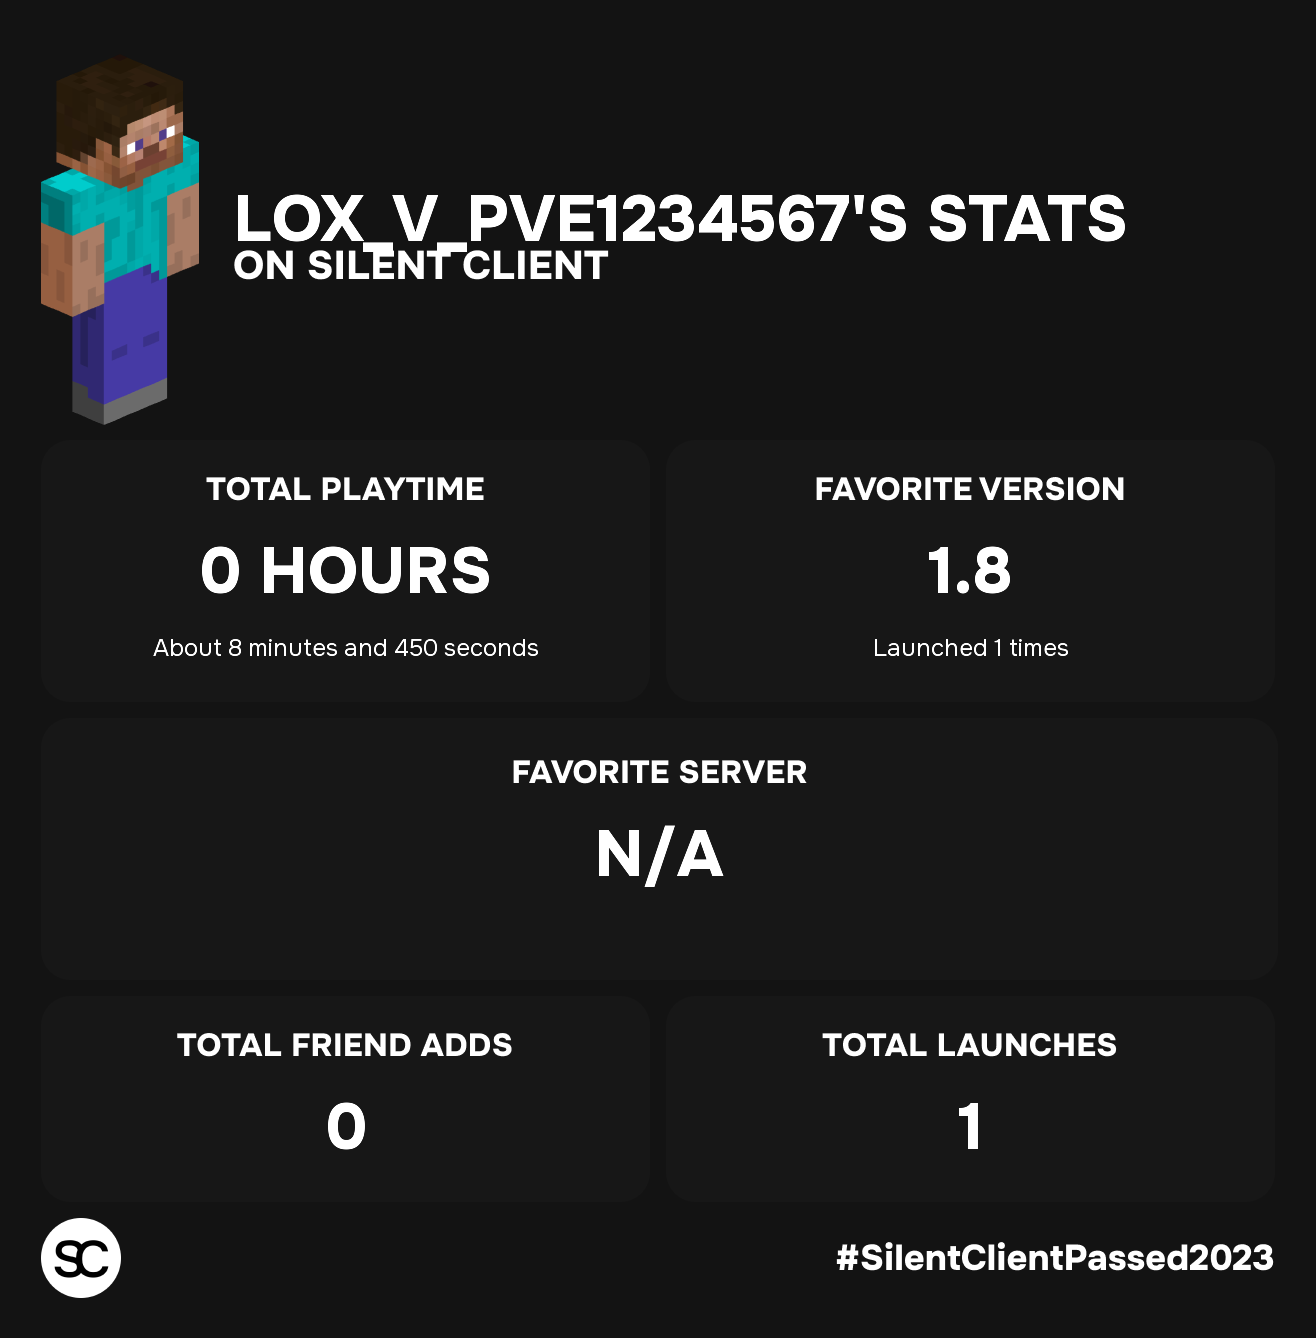 LOX_V_PVE1234567'S STATS
ON SILENT CLIENT
TOTAL PLAYTIME
0 HOURS
About 8 minutes and 450 seconds
FAVORITE VERSION
1.8
Launched 1 times
FAVORITE SERVER
N/A
TOTAL FRIEND ADDS
0
TOTAL LAUNCHES
1
SC
#SilentClientPassed2023